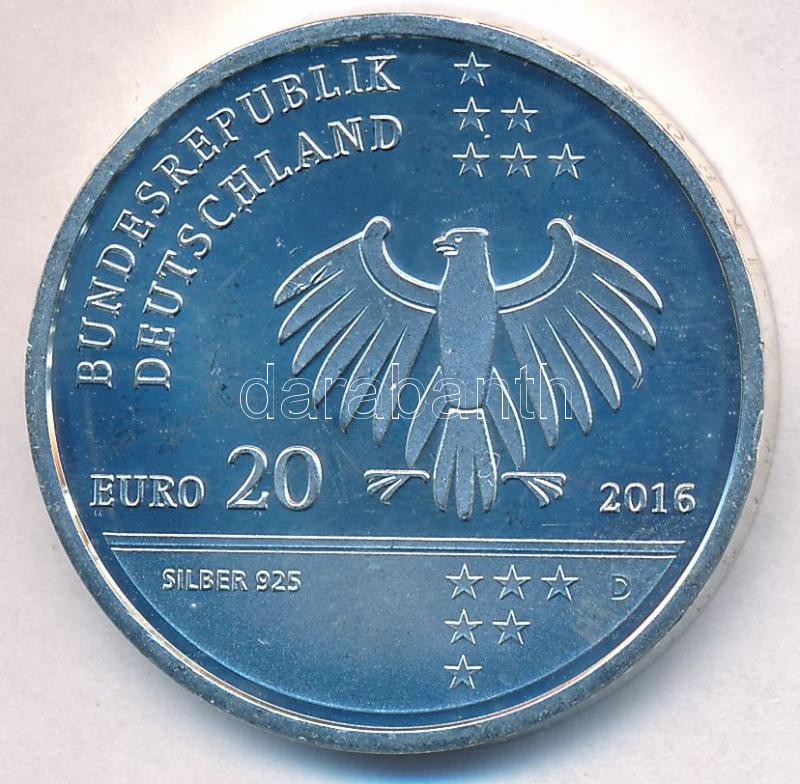 BUNDESREPUBLIK
DEUTSCHLAND
darabanth
EURO 20
2016
SILBER 925
D